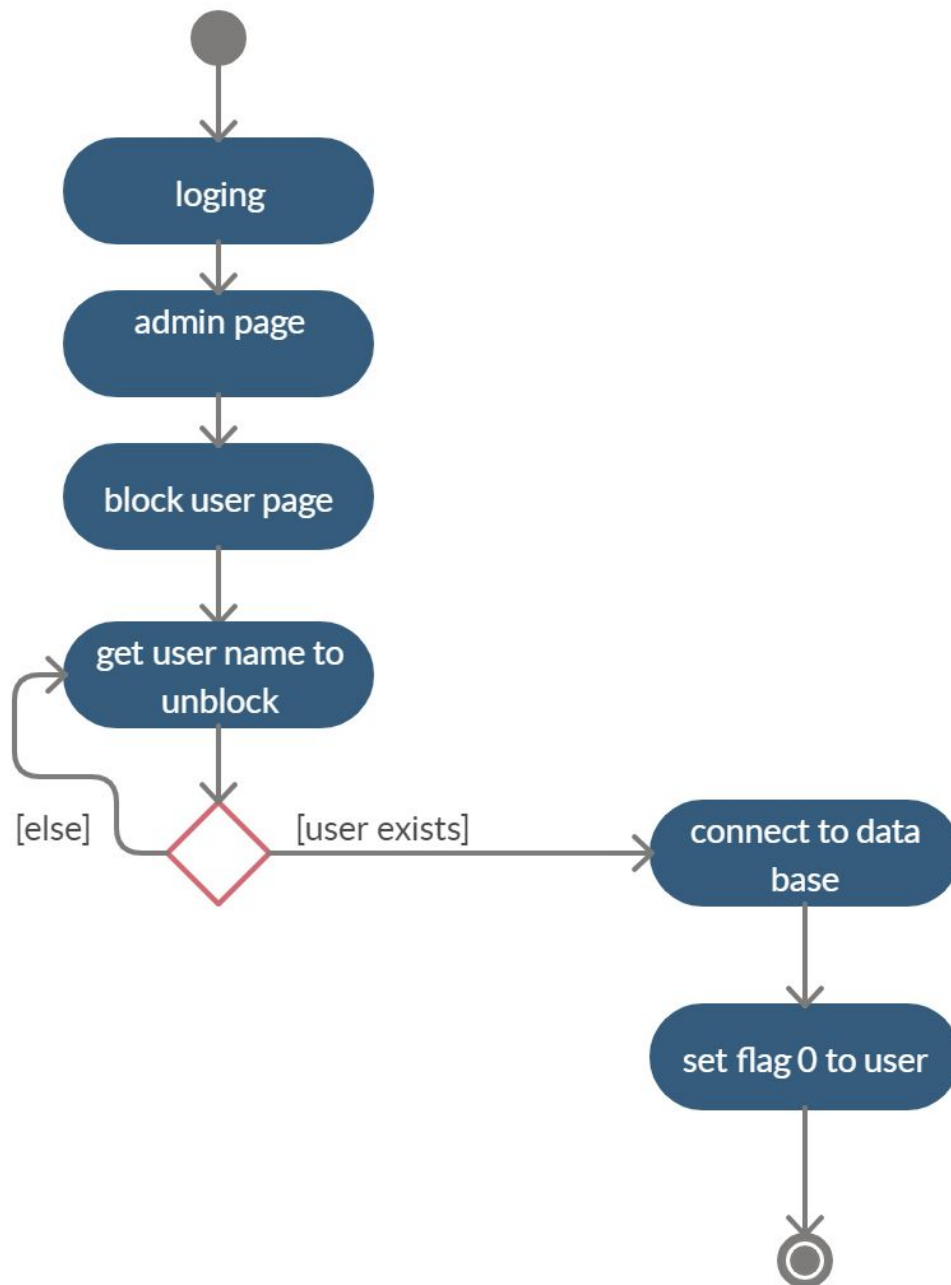 loging
admin page
block user page
get user name to
unblock
[else]
[user exists]
connect to data
base
set flag 0 to user